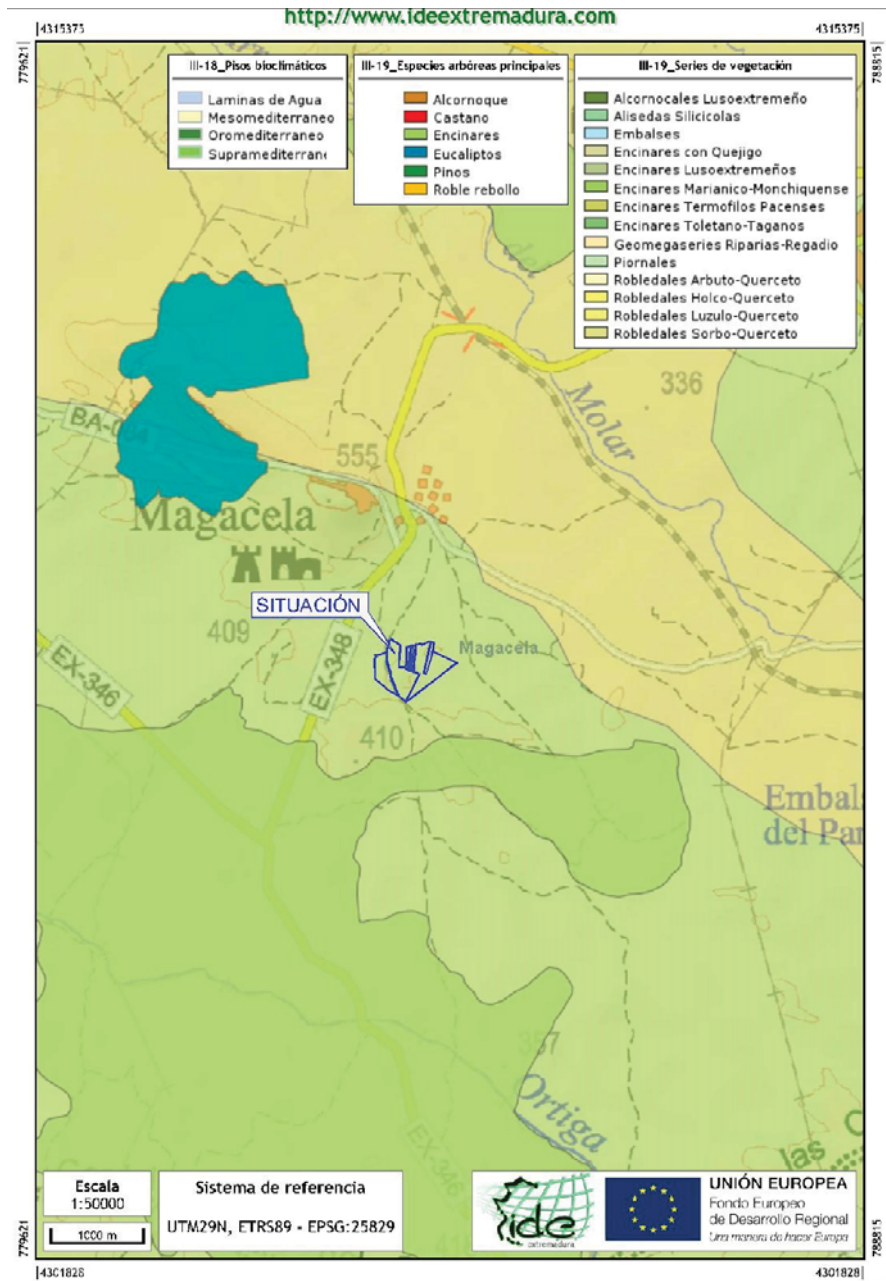 http://www.ideextremadura.com
4315375
4315375
779621
788815
III-18_Pisos bioclimáticos
Laminas de Agua
Mesomediterraneo
Oromediterraneo
Supramediterran
III-19_Especies arbóreas principales
Alcornoque
Castano
Encinares
Eucaliptos
Pinos
Roble rebollo
III-19_Series de vegetación
Alcornocales Lusoextremeño
Alisedas Silicicolas
Embalses
Encinares con Quejigo
Encinares Lusoextremeños
Encinares Marianico-Monchiquense
Encinares Termofilos Pacenses
Encinares Toletano-Taganos
Geomegaseries Riparias-Regadio
Piornales
Robledales Arbuto-Querceto
Robledales Holco-Querceto
Robledales Luzulo-Querceto
Robledales Sorbo-Querceto
336
Molar
555
Magacela
SITUACIÓN
409
Magacela
EX-346
EX-348
410
Embal
del Par
357
Ortiga
EX-346
las
Escala
1:50000
1000 m
Sistema de referencia
UTM29N, ETRS89 - EPSG:25829
ide
extremadura
UNIÓN EUROPEA
Fondo Europeo
de Desarrollo Regional
Una manera de hacer Europa
779621
788815
4301828
4301828